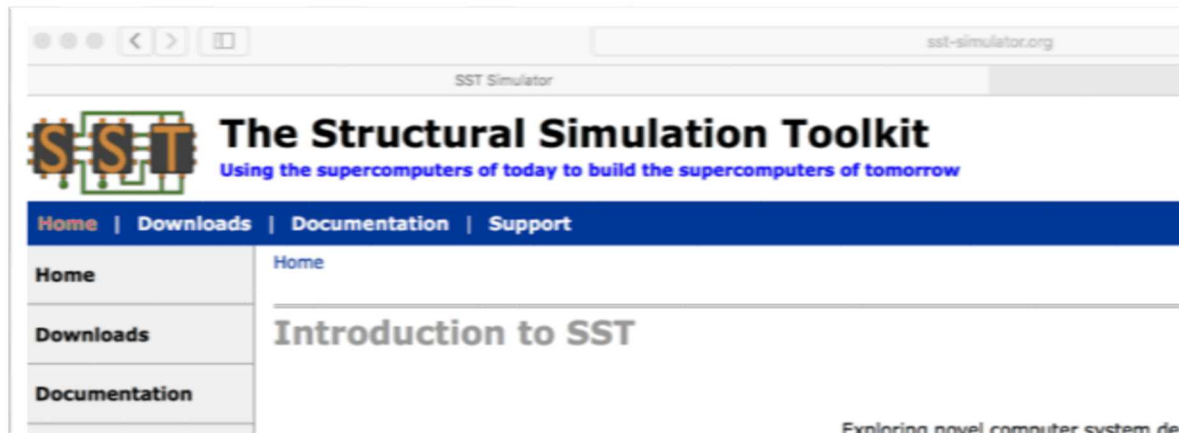 sst-simulator.org
SST Simulator
SST
The Structural Simulation Toolkit
Using the supercomputers of today to build the supercomputers of tomorrow
Home | Downloads | Documentation | Support
Home
Home
Downloads
Introduction to SST
Documentation
Exploring novel computer system